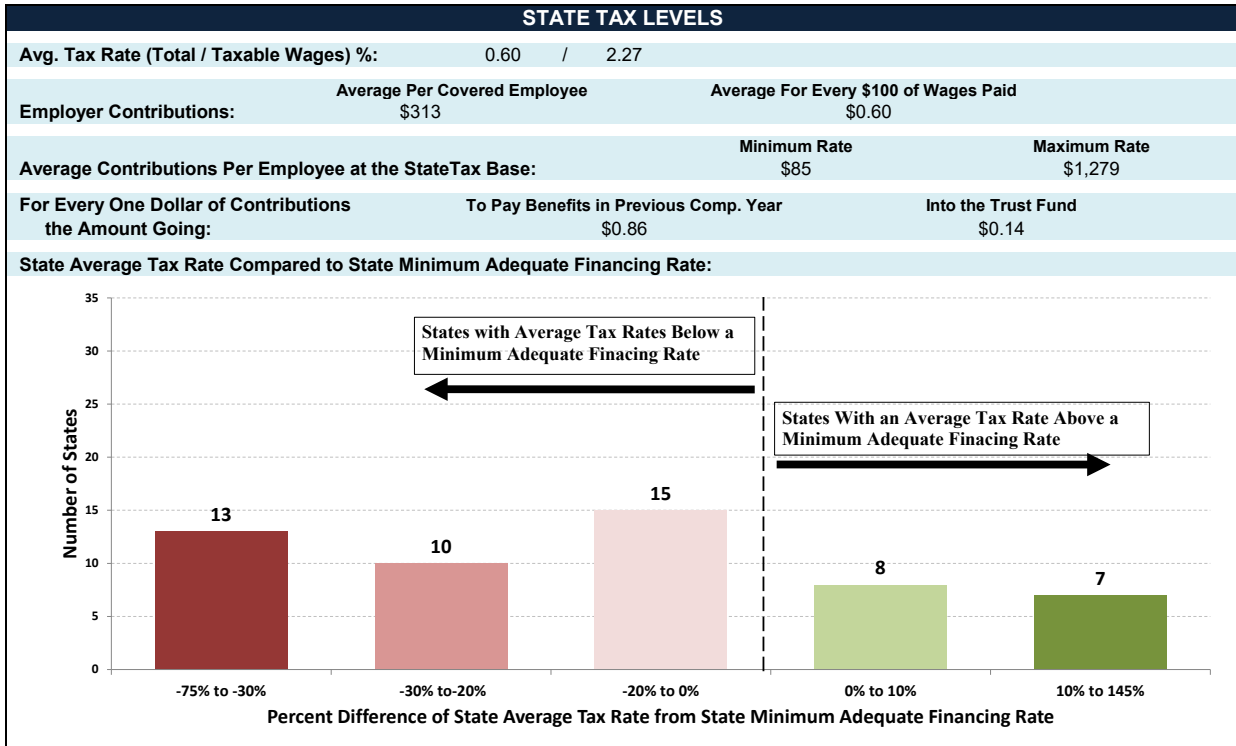 STATE TAX LEVELS
Avg. Tax Rate (Total / Taxable Wages) %: 0.60 / 2.27
Average Per Covered Employee Average For Every $100 of Wages Paid
Employer Contributions: $313 $0.60
Minimum Rate Maximum Rate
Average Contributions Per Employee at the StateTax Base: $85 $1,279
For Every One Dollar of Contributions To Pay Benefits in Previous Comp. Year Into the Trust Fund
the Amount Going: $0.86 $0.14
State Average Tax Rate Compared to State Minimum Adequate Financing Rate:
35
30
25
20
15
10
5
0
Number of States
States with Average Tax Rates Below a
Minimum Adequate Finacing Rate
States With an Average Tax Rate Above a
Minimum Adequate Finacing Rate
13
10
15
8
7
-75% to -30% -30% to-20% -20% to 0% 0% to 10% 10% to 145%
Percent Difference of State Average Tax Rate from State Minimum Adequate Financing Rate